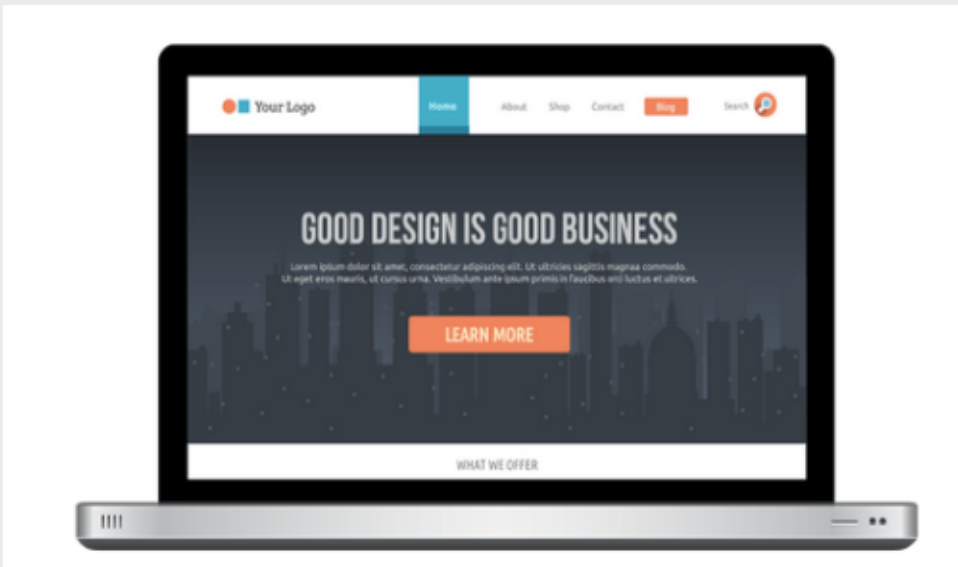 Your Logo
Home
About
Shop
Contact
Blog
Search
GOOD DESIGN IS GOOD BUSINESS
Lorem ipsum dolor sit amet, consectetur adipiscing elit. Ut ultricies sagittis magnaa commodo.
Ut eget eros mauris, ut cursus urna. Vestibulum ante ipsum primis in faucibus orci luctus et ultrices.
LEARN MORE
WHAT WE OFFER